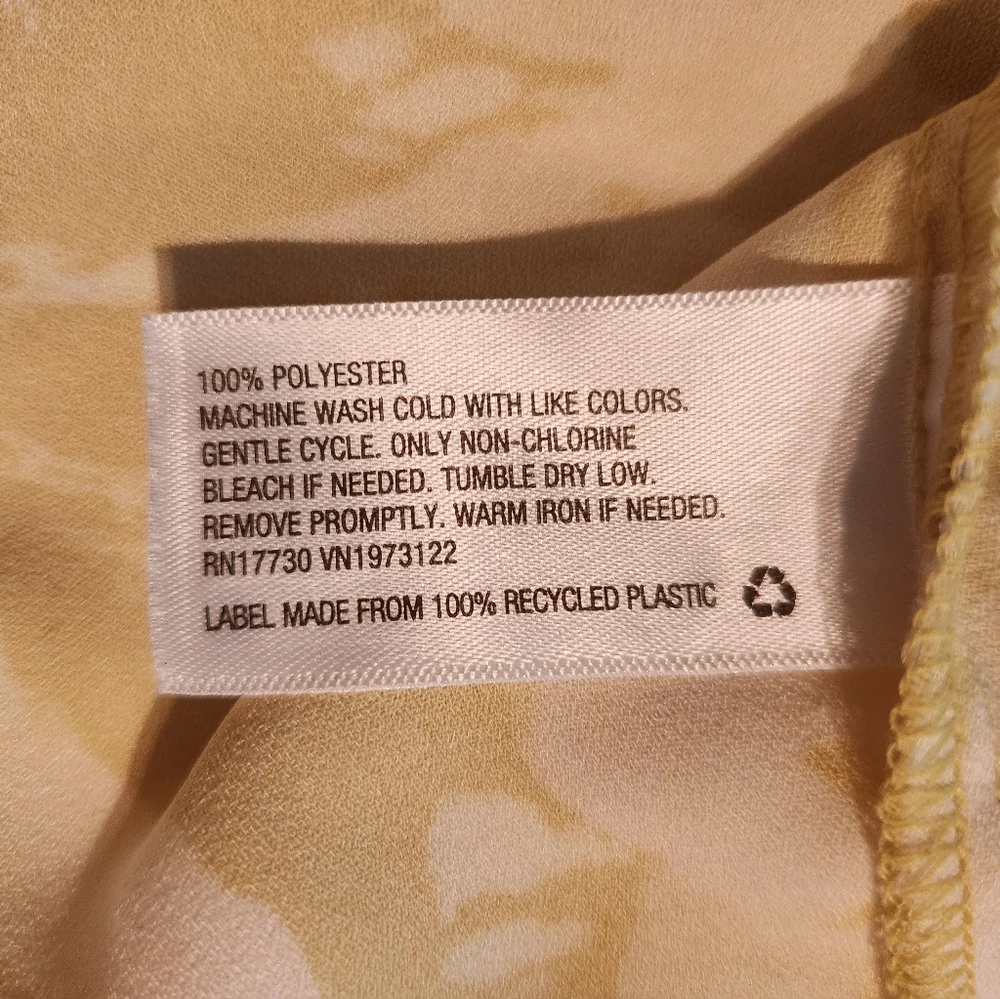 100% POLYESTER
MACHINE WASH COLD WITH LIKE COLORS.
GENTLE CYCLE. ONLY NON-CHLORINE
BLEACH IF NEEDED. TUMBLE DRY LOW.
REMOVE PROMPTLY. WARM IRON IF NEEDED.
RN17730 VN1973122
LABEL MADE FROM 100% RECYCLED PLASTIC